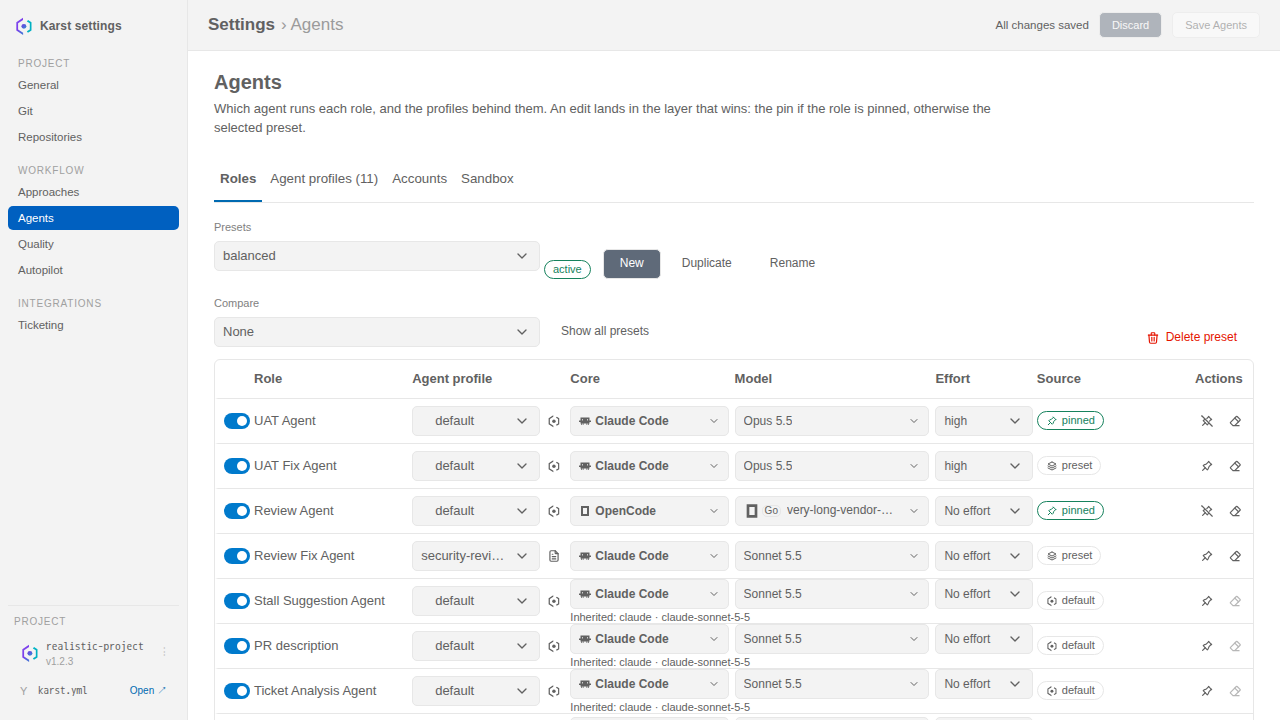 Karst settings
Settings › Agents
All changes saved
Discard
Save Agents
PROJECT
General
Git
Repositories
WORKFLOW
Approaches
Agents
Quality
Autopilot
INTEGRATIONS
Ticketing
PROJECT
realistic-project
v1.2.3
Y karst.yml
Open ↗
Agents
Which agent runs each role, and the profiles behind them. An edit lands in the layer that wins: the pin if the role is pinned, otherwise the
selected preset.
Roles Agent profiles (11) Accounts Sandbox
Presets
balanced active New Duplicate Rename
Compare
None Show all presets Delete preset
Role Agent profile Core Model Effort Source Actions
UAT Agent default Claude Code Opus 5.5 high pinned
UAT Fix Agent default Claude Code Opus 5.5 high preset
Review Agent default OpenCode Go very-long-vendor-… No effort pinned
Review Fix Agent security-revi… Claude Code Sonnet 5.5 No effort preset
Stall Suggestion Agent default Claude Code Sonnet 5.5 No effort default
Inherited: claude · claude-sonnet-5-5
PR description default Claude Code Sonnet 5.5 No effort default
Inherited: claude · claude-sonnet-5-5
Ticket Analysis Agent default Claude Code Sonnet 5.5 No effort default
Inherited: claude · claude-sonnet-5-5